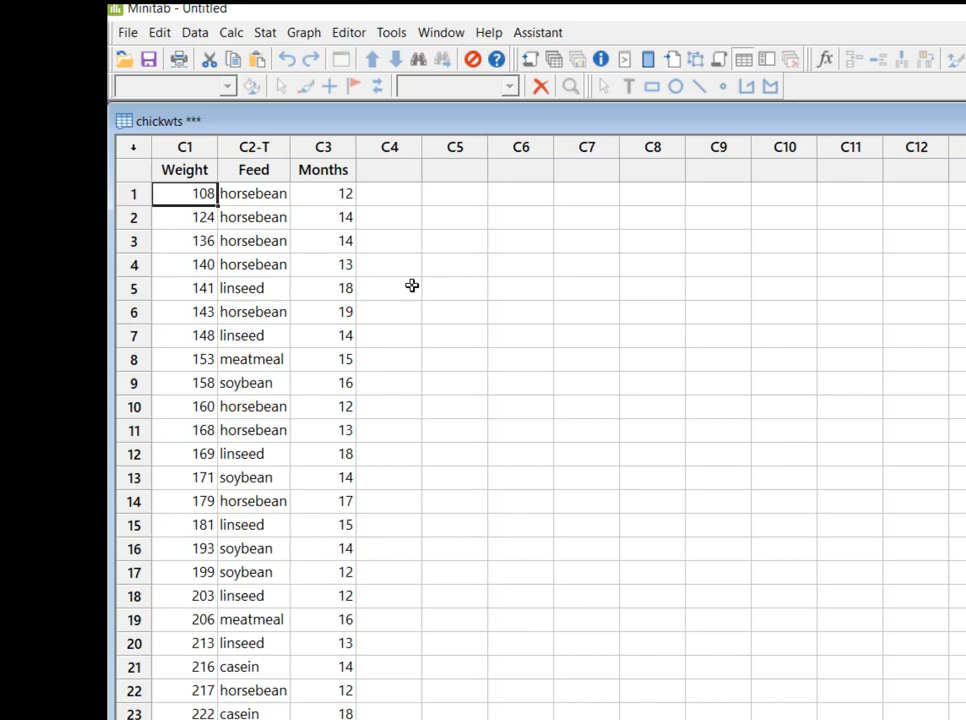 Minitab - Untitled
File Edit Data Calc Stat Graph Editor Tools Window Help Assistant
chickwts ***
C1 C2-T C3 C4 C5 C6 C7 C8 C9 C10 C11 C12
Weight Feed Months
1 108 horsebean 12
2 124 horsebean 14
3 136 horsebean 14
4 140 horsebean 13
5 141 linseed 18
6 143 horsebean 19
7 148 linseed 14
8 153 meatmeal 15
9 158 soybean 16
10 160 horsebean 12
11 168 horsebean 13
12 169 linseed 18
13 171 soybean 14
14 179 horsebean 17
15 181 linseed 15
16 193 soybean 14
17 199 soybean 12
18 203 linseed 12
19 206 meatmeal 16
20 213 linseed 13
21 216 casein 14
22 217 horsebean 12
23 222 casein 18